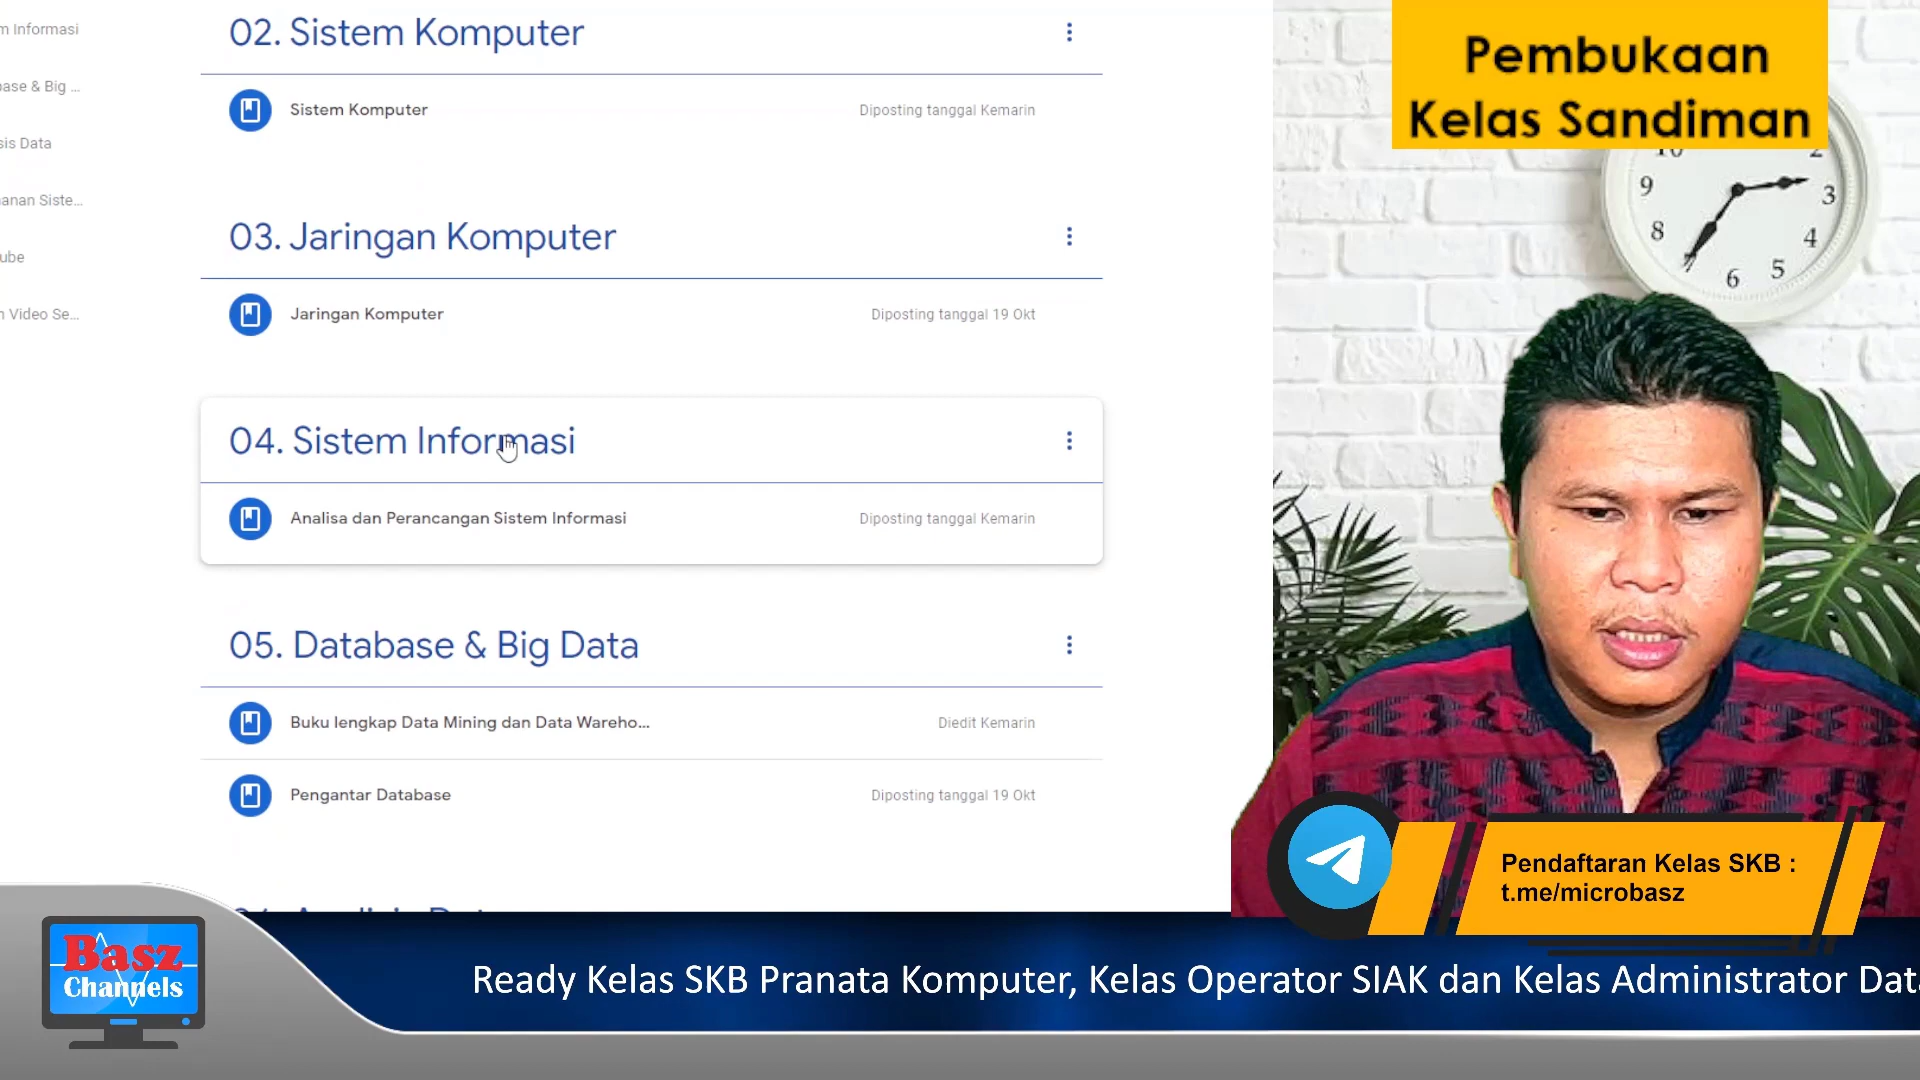 m Informasi
base & Big ...
sis Data
anan Siste...
ube
n Video Se...
02. Sistem Komputer
Sistem Komputer
Diposting tanggal Kemarin
03. Jaringan Komputer
Jaringan Komputer
Diposting tanggal 19 Okt
04. Sistem Informasi
Analisa dan Perancangan Sistem Informasi
Diposting tanggal Kemarin
05. Database & Big Data
Buku lengkap Data Mining dan Data Wareho...
Diedit Kemarin
Pengantar Database
Diposting tanggal 19 Okt
Pembukaan
Kelas Sandiman
10
2
9
3
8
4
6
5
Pendaftaran Kelas SKB :
t.me/microbasz
Basz
Channels
Ready Kelas SKB Pranata Komputer, Kelas Operator SIAK dan Kelas Administrator Data